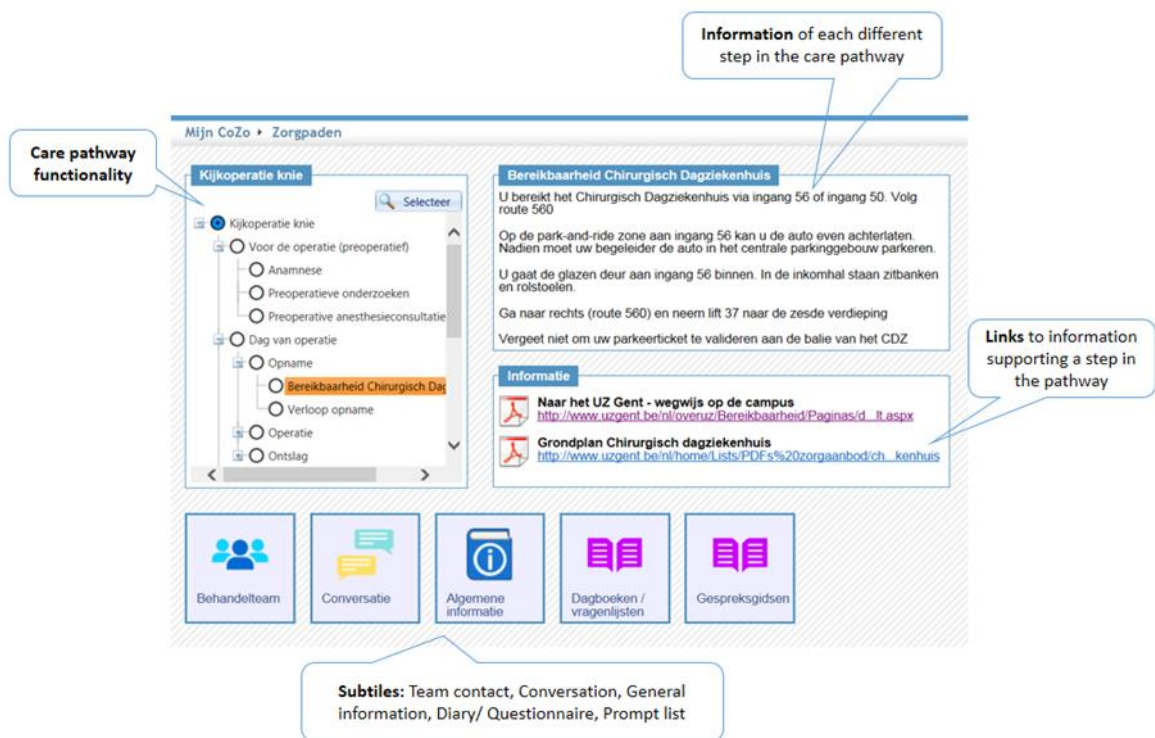 Information of each different
step in the care pathway
Mijn CoZo ▸ Zorgpaden
Care pathway
functionality
Kijkoperatie knie
Selecteer
Kijkoperatie knie
Voor de operatie (preoperatief)
Anamnese
Preoperatieve onderzoeken
Preoperative anesthesieconsultatie
Dag van operatie
Opname
Bereikbaarheid Chirurgisch Dag
Verloop opname
Operatie
Ontslag
Bereikbaarheid Chirurgisch Dagziekenhuis
U bereikt het Chirurgisch Dagziekenhuis via ingang 56 of ingang 50. Volg
route 560
Op de park-and-ride zone aan ingang 56 kan u de auto even achterlaten.
Nadien moet uw begeleider de auto in het centrale parkinggebouw parkeren.
U gaat de glazen deur aan ingang 56 binnen. In de inkomhal staan zitbanken
en rolstoelen.
Ga naar rechts (route 560) en neem lift 37 naar de zesde verdieping
Vergeet niet om uw parkeerticket te valideren aan de balie van het CDZ
Links to information
supporting a step in
the pathway
Informatie
Naar het UZ Gent - wegwijs op de campus
http://www.uzgent.be/nl/overuz/Bereikbaarheid/Paginas/d...lt.aspx
Grondplan Chirurgisch dagziekenhuis
http://www.uzgent.be/nl/home/Lists/PDFs%20zorgaanbod/ch...kenhuis
Behandelteam
Conversatie
Algemene
informatie
Dagboeken /
vragenlijsten
Gespreksgidsen
Subtiles: Team contact, Conversation, General
information, Diary/ Questionnaire, Prompt list